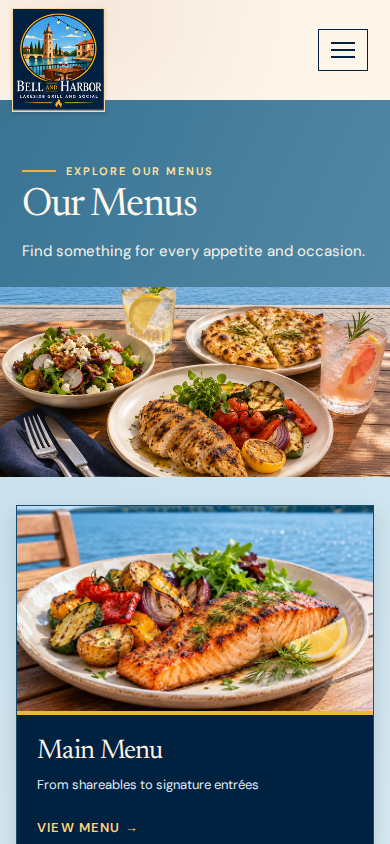 BELL AND HARBOR
LAKESIDE GRILL AND SOCIAL
EXPLORE OUR MENUS
Our Menus
Find something for every appetite and occasion.
Main Menu
From shareables to signature entrées
VIEW MENU →